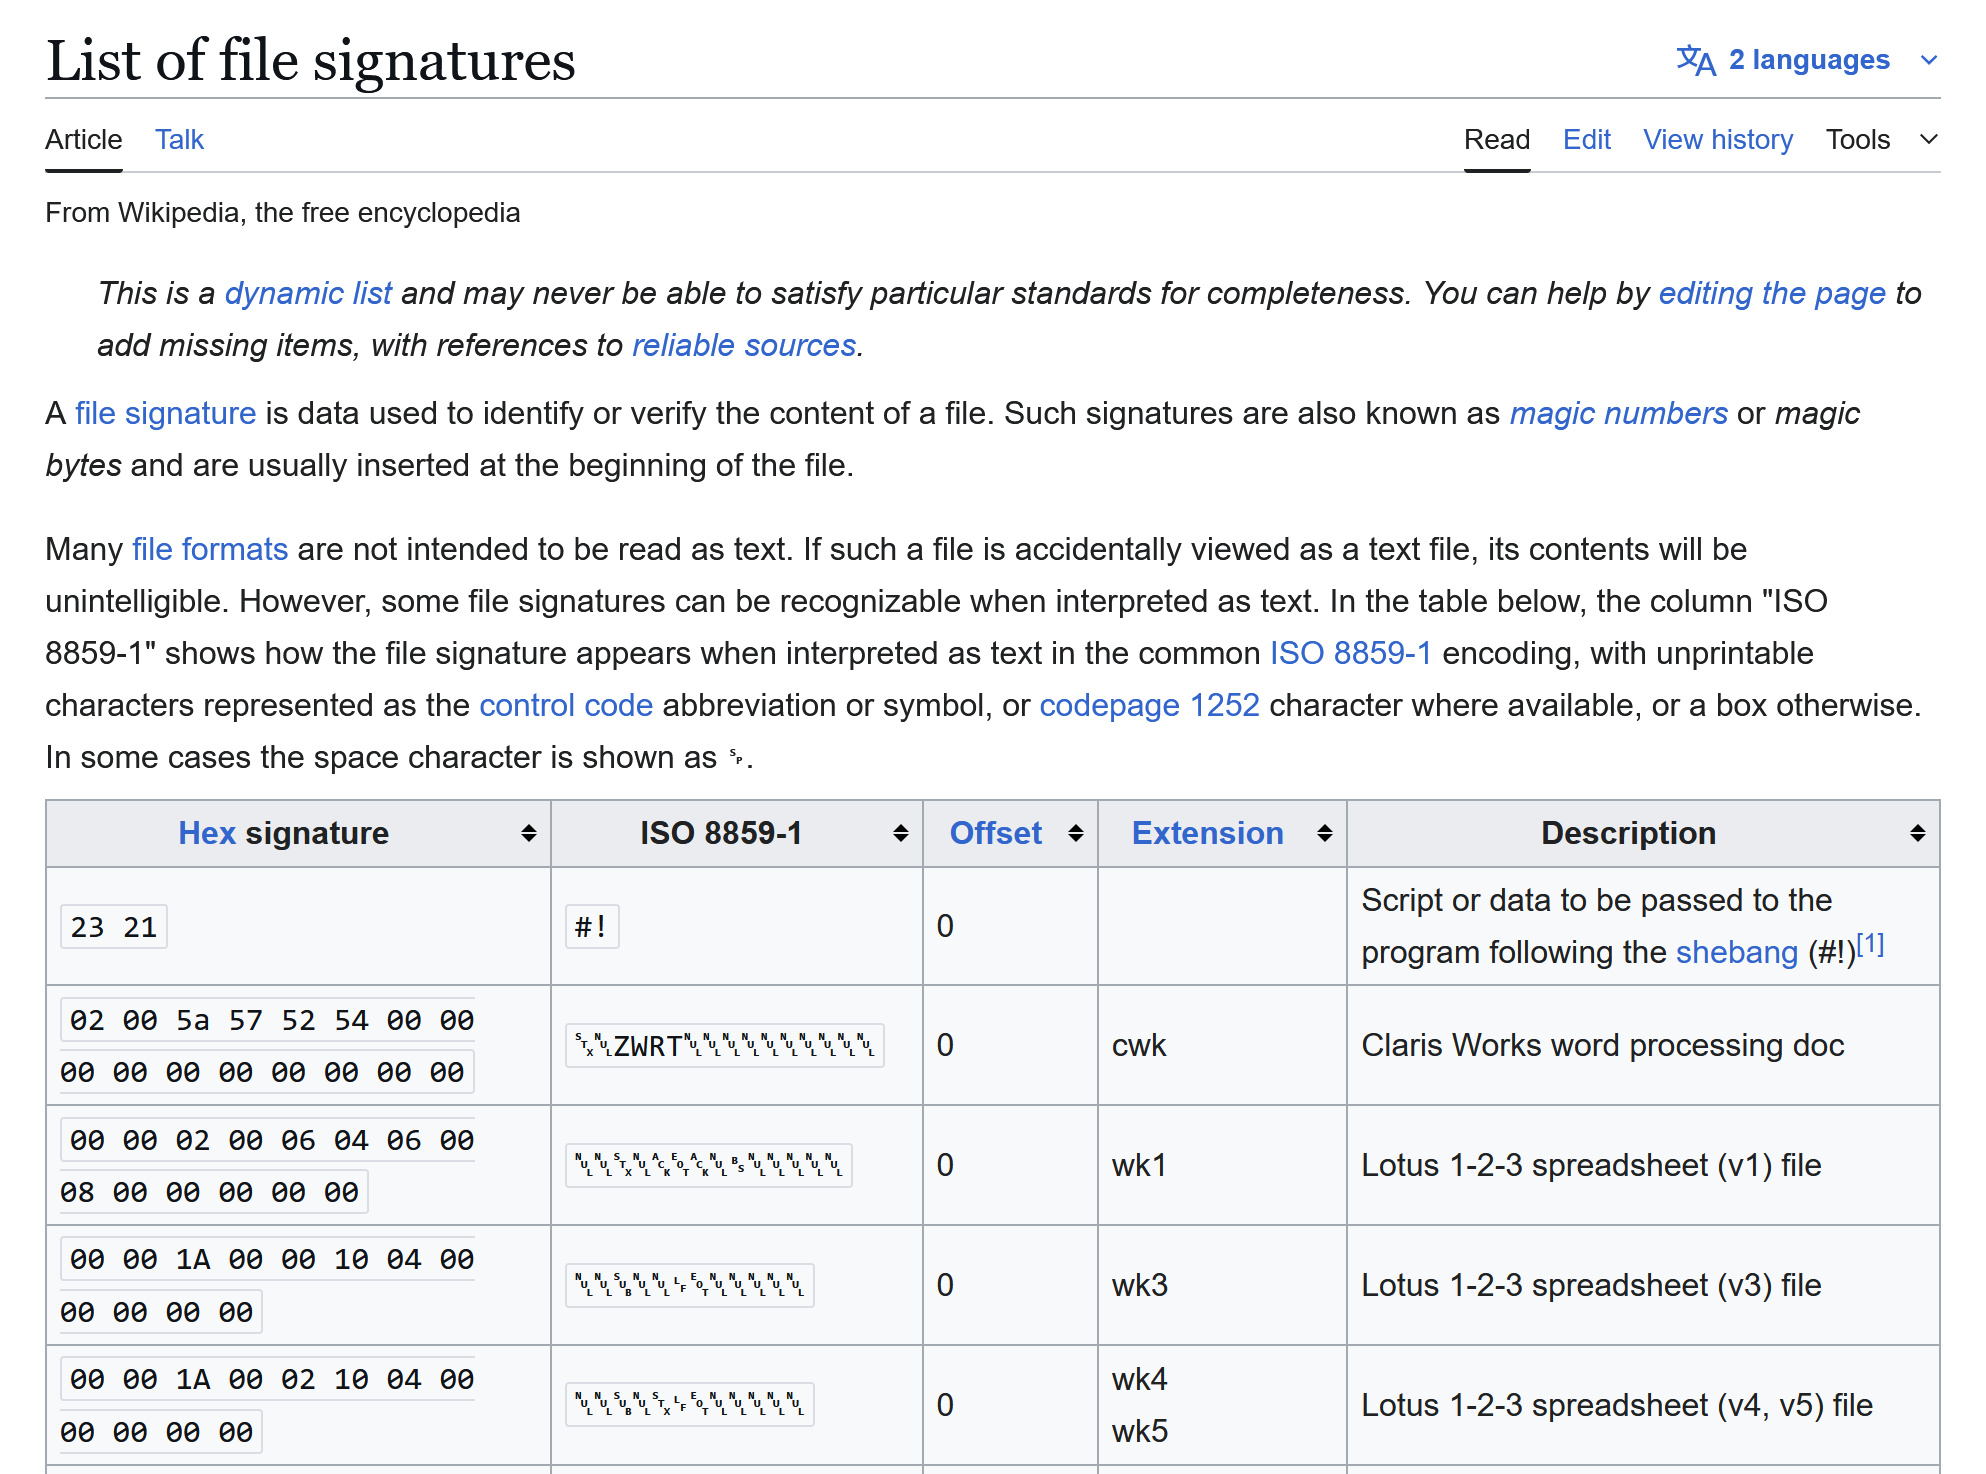 List of file signatures
文A 2 languages
Article Talk Read Edit View history Tools
From Wikipedia, the free encyclopedia
This is a dynamic list and may never be able to satisfy particular standards for completeness. You can help by editing the page to
add missing items, with references to reliable sources.
A file signature is data used to identify or verify the content of a file. Such signatures are also known as magic numbers or magic
bytes and are usually inserted at the beginning of the file.
Many file formats are not intended to be read as text. If such a file is accidentally viewed as a text file, its contents will be
unintelligible. However, some file signatures can be recognizable when interpreted as text. In the table below, the column "ISO
8859-1" shows how the file signature appears when interpreted as text in the common ISO 8859-1 encoding, with unprintable
characters represented as the control code abbreviation or symbol, or codepage 1252 character where available, or a box otherwise.
In some cases the space character is shown as ␠.
Hex signature ISO 8859-1 Offset Extension Description
23 21 #! 0 Script or data to be passed to the
program following the shebang (#!)[1]
02 00 5a 57 52 54 00 00
00 00 00 00 00 00 00 00 ␂␀ZWRT␀␀␀␀␀␀␀␀␀␀ 0 cwk Claris Works word processing doc
00 00 02 00 06 04 06 00
08 00 00 00 00 00 ␀␀␂␀␆␄␆␀␈␀␀␀␀␀ 0 wk1 Lotus 1-2-3 spreadsheet (v1) file
00 00 1A 00 00 10 04 00
00 00 00 00 ␀␀␚␀␀␊␄␀␀␀␀␀ 0 wk3 Lotus 1-2-3 spreadsheet (v3) file
00 00 1A 00 02 10 04 00
00 00 00 00 ␀␀␚␀␂␊␄␀␀␀␀␀ 0 wk4
wk5 Lotus 1-2-3 spreadsheet (v4, v5) file